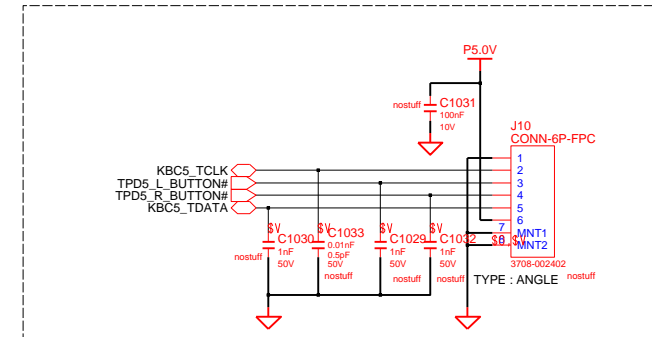 P5.0V
nostuff
C1031
100nF
10V
J10
CONN-6P-FPC
1
KBC5_TCLK
2
TPD5_L_BUTTON#
3
TPD5_R_BUTTON#
4
KBC5_TDATA
5
6
7
MNT1
8
MNT2
$V
$V
$V
$V
$V
C1030
1nF
50V
nostuff
C1033
0.01nF
0.5pF
50V
nostuff
C1029
1nF
50V
nostuff
C1032
1nF
50V
nostuff
3708-002402
TYPE : ANGLE
nostuff